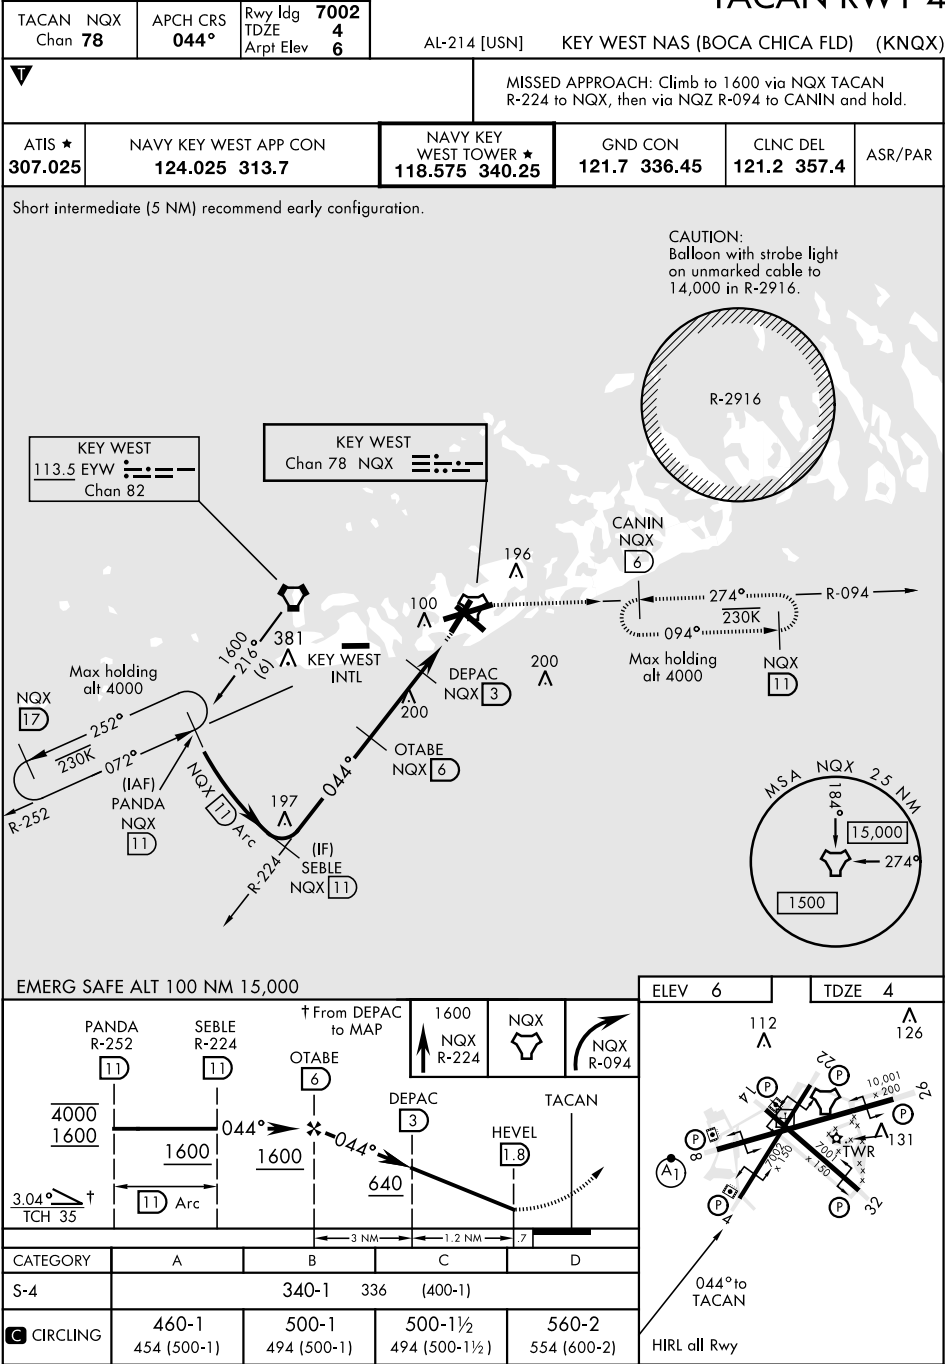 TACAN RWY 4
TACAN NQX
Chan 78
APCH CRS
044°
Rwy ldg 7002
TDZE 4
Arpt Elev 6
AL-214 [USN]
KEY WEST NAS (BOCA CHICA FLD) (KNQX)
T
MISSED APPROACH: Climb to 1600 via NQX TACAN
R-224 to NQX, then via NQZ R-094 to CANIN and hold.
ATIS ★
307.025
NAVY KEY WEST APP CON
124.025 313.7
NAVY KEY
WEST TOWER ★
118.575 340.25
GND CON
121.7 336.45
CLNC DEL
121.2 357.4
ASR/PAR
Short intermediate (5 NM) recommend early configuration.
CAUTION:
Balloon with strobe light
on unmarked cable to
14,000 in R-2916.
R-2916
KEY WEST
113.5 EYW
Chan 82
KEY WEST
Chan 78 NQX
CANIN
NQX
6
196
100
274°
230K
094°
R-094
Max holding
alt 4000
NQX
11
1600
216°
(6)
381
KEY WEST
INTL
200
DEPAC
NQX 3
200
Max holding
alt 4000
NQX
17
252°
230K
072°
R-252
(IAF)
PANDA
NQX
11
NQX 11 Arc
197
044°
OTABE
NQX 6
(IF)
SEBLE
NQX 11
R-224
MSA NQX 25 NM
184°
15,000
274°
1500
EMERG SAFE ALT 100 NM 15,000
PANDA
R-252
11
SEBLE
R-224
11
† From DEPAC
to MAP
OTABE
6
1600
NQX
R-224
NQX
NQX
R-094
DEPAC
3
TACAN
HEVEL
1.8
4000
1600
1600
044°
1600
044°
640
11 Arc
3.04° †
TCH 35
3 NM
1.2 NM
.7
ELEV 6
TDZE 4
112
126
22
14
10,001
x 200
26
P
P
P
P
P
P
8
A1
7002
x 150
7001
x 150
TWR
131
4
32
044° to
TACAN
HIRL all Rwy
CATEGORY A B C D
S-4 340-1 336 (400-1)
C CIRCLING
460-1
454 (500-1)
500-1
494 (500-1)
500-1½
494 (500-1½)
560-2
554 (600-2)